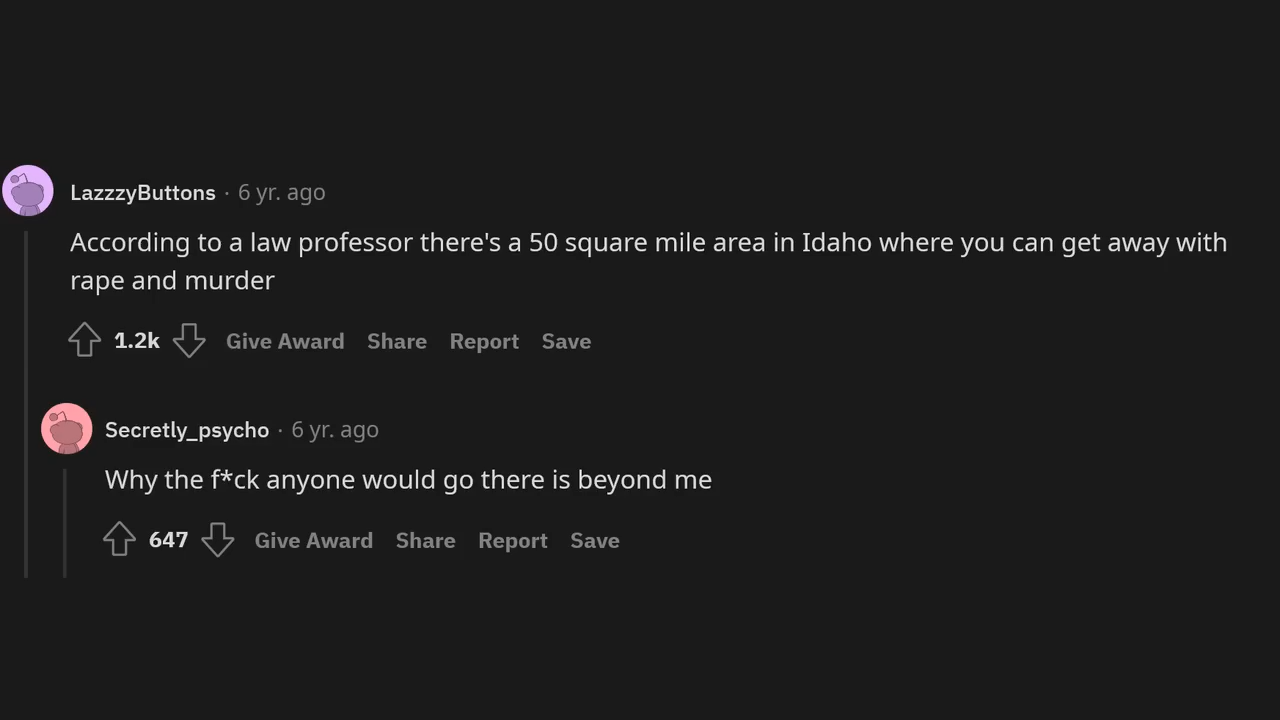 LazzzyButtons · 6 yr. ago
According to a law professor there's a 50 square mile area in Idaho where you can get away with
rape and murder
1.2k Give Award Share Report Save
Secretly_psycho · 6 yr. ago
Why the f*ck anyone would go there is beyond me
647 Give Award Share Report Save